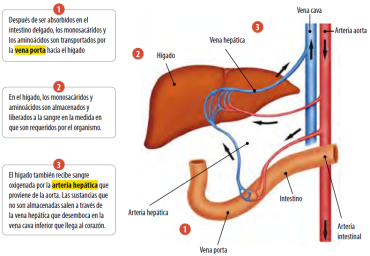 1
Después de ser absorbidos en el
intestino delgado, los monosacáridos y
los aminoácidos son transportados por
la vena porta hacia el hígado
2
En el hígado, los monosacáridos y
aminoácidos son almacenados y
liberados a la sangre en la medida en
que son requeridos por el organismo.
3
El hígado también recibe sangre
oxigenada por la arteria hepática que
proviene de la aorta. Las sustancias que
no son almacenadas salen a través de
la vena hepática que desemboca en la
vena cava inferior que llega al corazón.
Vena cava
3
Arteria aorta
Vena hepática
2
Hígado
Arteria hepática
Intestino
1
Arteria
intestinal
Vena porta